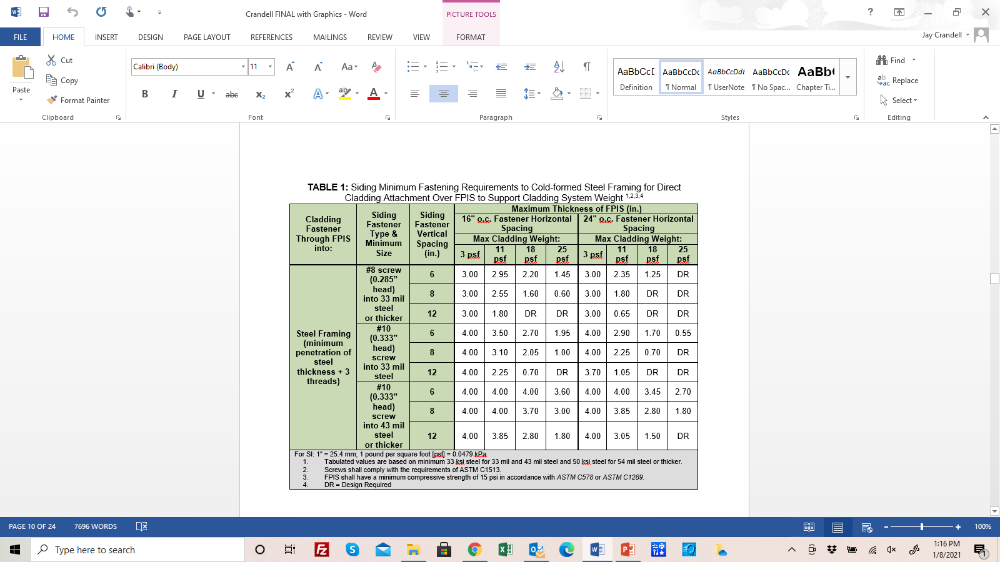 Crandell FINAL with Graphics - Word
PICTURE TOOLS
?
FILE HOME INSERT DESIGN PAGE LAYOUT REFERENCES MAILINGS REVIEW VIEW FORMAT
Jay Crandell
Paste
Cut
Copy
Format Painter
Clipboard
Calibri (Body) 11
Aa
B I U abc x₂ x² A ab A
Font
Paragraph
AaBbCcI AaBbCcDc AaBbCcDdI AaBbCcDc AaBb(
Definition ¶ Normal ¶ UserNote ¶ No Spac... Chapter Ti...
Styles
Find
Replace
Select
Editing
TABLE 1: Siding Minimum Fastening Requirements to Cold-formed Steel Framing for Direct
Cladding Attachment Over FPIS to Support Cladding System Weight 1,2,3,4
Cladding
Fastener
Through FPIS
into:
Siding
Fastener
Type &
Minimum
Size
Siding
Fastener
Vertical
Spacing
(in.)
Maximum Thickness of FPIS (in.)
16" o.c. Fastener Horizontal
Spacing
24" o.c. Fastener Horizontal
Spacing
Max Cladding Weight: Max Cladding Weight:
3 psf 11 psf 18 psf 25 psf 3 psf 11 psf 18 psf 25 psf
Steel Framing
(minimum
penetration of
steel
thickness + 3
threads)
#8 screw
(0.285”
head)
into 33 mil
steel
or thicker
6 3.00 2.95 2.20 1.45 3.00 2.35 1.25 DR
8 3.00 2.55 1.60 0.60 3.00 1.80 DR DR
12 3.00 1.80 DR DR 3.00 0.65 DR DR
#10
(0.333”
head)
screw
into 33 mil
steel
6 4.00 3.50 2.70 1.95 4.00 2.90 1.70 0.55
8 4.00 3.10 2.05 1.00 4.00 2.25 0.70 DR
12 4.00 2.25 0.70 DR 3.70 1.05 DR DR
#10
(0.333”
head)
screw
into 43 mil
steel
or thicker
6 4.00 4.00 4.00 3.60 4.00 4.00 3.45 2.70
8 4.00 4.00 3.70 3.00 4.00 3.85 2.80 1.80
12 4.00 3.85 2.80 1.80 4.00 3.05 1.50 DR
For SI: 1" = 25.4 mm; 1 pound per square foot [psf] = 0.0479 kPa
1. Tabulated values are based on minimum 33 ksi steel for 33 mil and 43 mil steel and 50 ksi steel for 54 mil steel or thicker.
2. Screws shall comply with the requirements of ASTM C1513.
3. FPIS shall have a minimum compressive strength of 15 psi in accordance with ASTM C578 or ASTM C1289.
4. DR = Design Required
PAGE 10 OF 24 7696 WORDS
100%
Type here to search
1:16 PM
1/8/2021
1